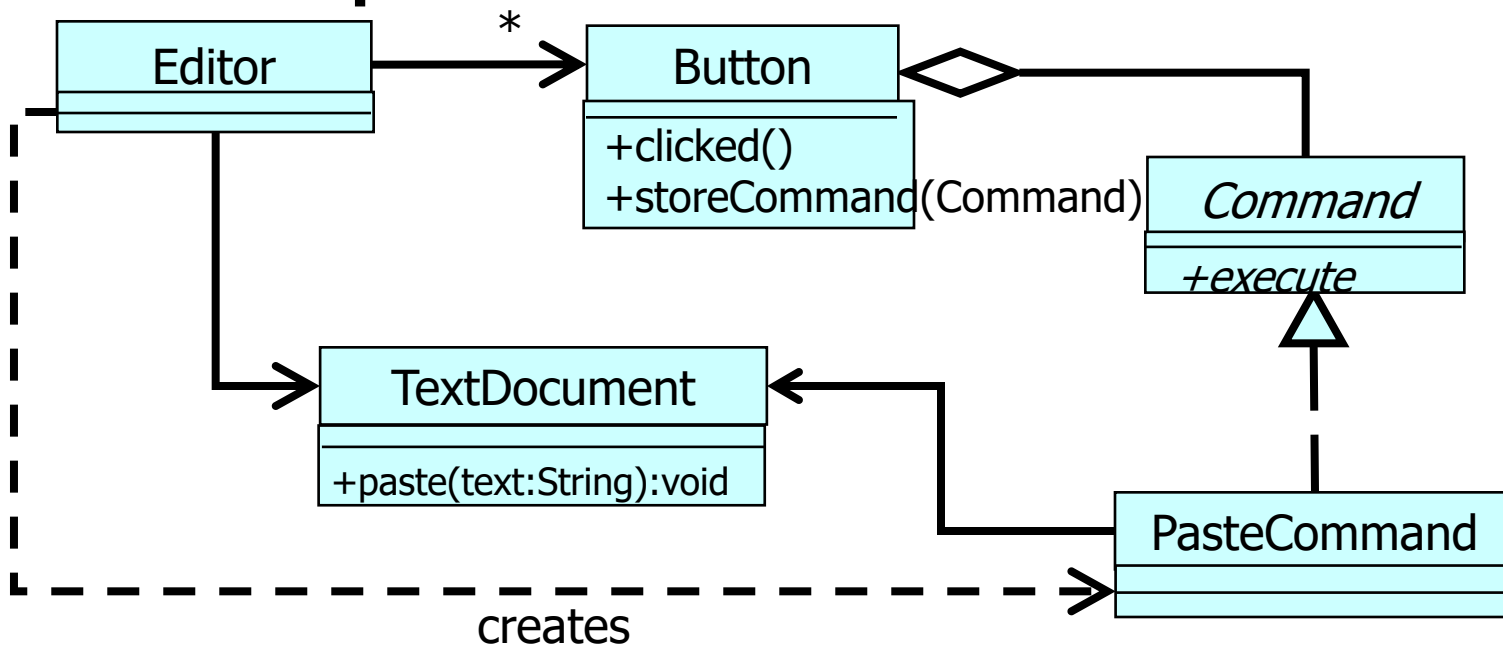 *
Editor
Button
+clicked()
+storeCommand(Command)
Command
+execute
TextDocument
+paste(text:String):void
PasteCommand
creates